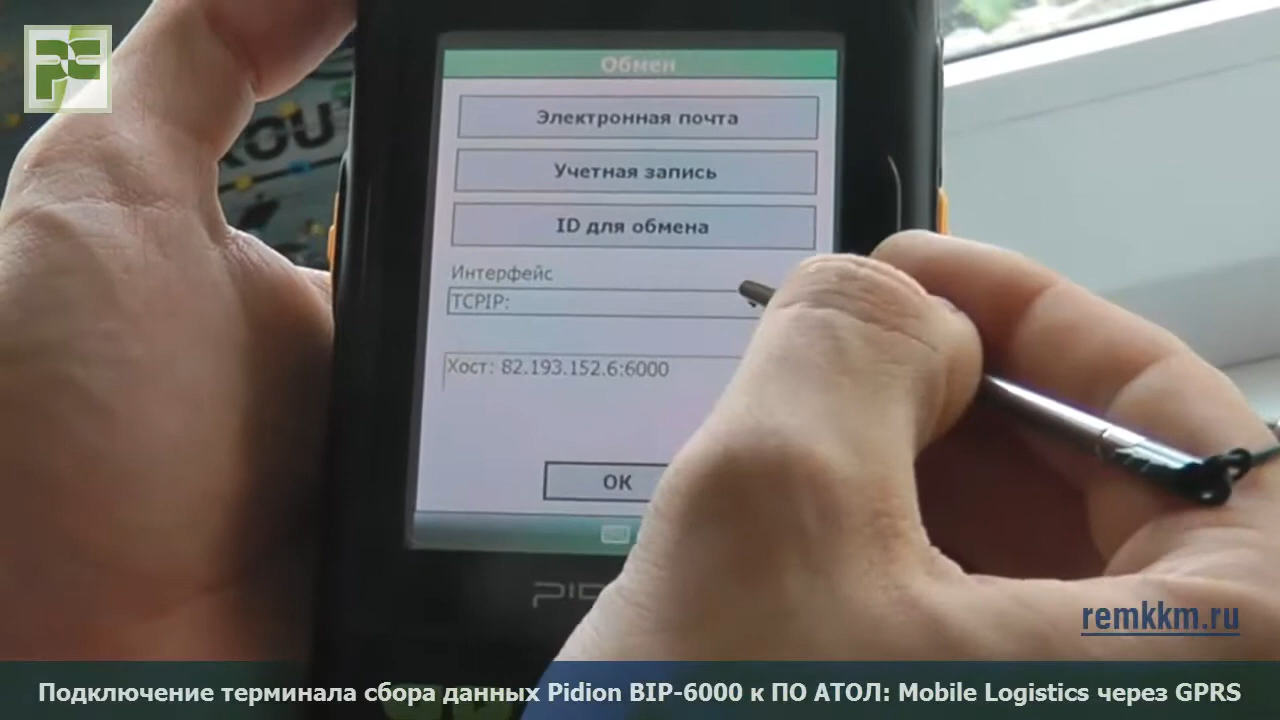 Обмен
Электронная почта
Учетная запись
ID для обмена
Интерфейс
TCPIP:
Хост: 82.193.152.6:6000
OK
remkkm.ru
Подключение терминала сбора данных Pidion BIP-6000 к ПО АТОЛ: Mobile Logistics через GPRS